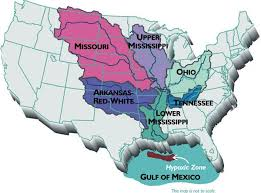 MISSOURI
UPPER
MISSISSIPPI
OHIO
ARKANSAS-
RED-WHITE
TENNESSEE
LOWER
MISSISSIPPI
Hypoxic Zone
GULF OF MEXICO
The map is not to scale.